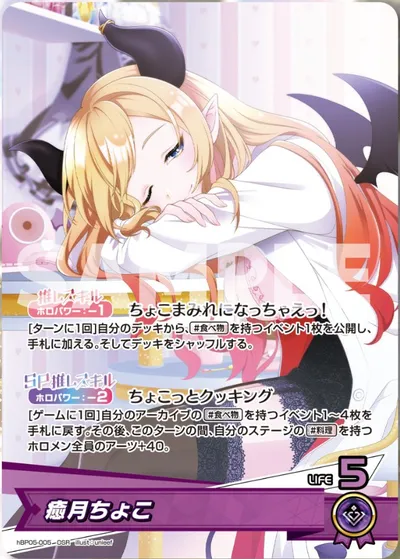 SAMPLE
推しスキル
ホロパワー：－1
ちょこまみれになっちゃえっ！
[ターンに1回]自分のデッキから、#食べ物を持つイベント1枚を公開し、
手札に加える。そしてデッキをシャッフルする。
SP推しスキル
ホロパワー：－2
ちょこっとクッキング
[ゲームに1回]自分のアーカイブの#食べ物を持つイベント1～4枚を
手札に戻す。その後、このターンの間、自分のステージの#料理を持つ
ホロメン全員のアーツ+40。
LIFE 5
癒月ちょこ
hBP05-005 OSR illust：unleef